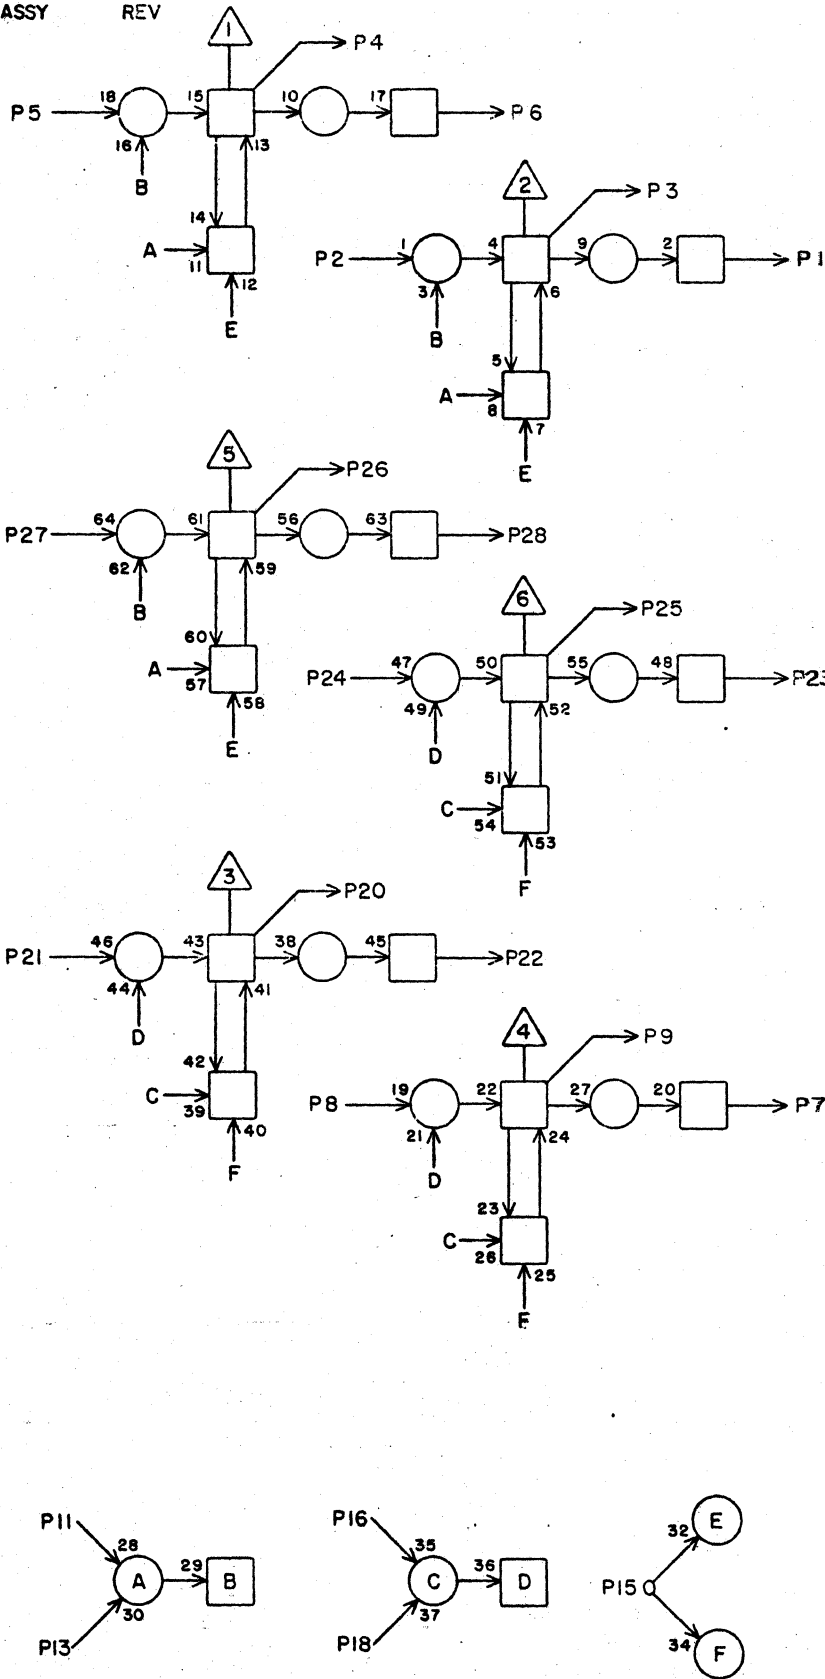 ASSY REV
1
P4
P5 18 15 10 17 P6
16 13
B
14
A
11 12
E
2
P3
P2 1 4 9 2 P1
3 6
B
5
A
8 7
E
5
P26
P27 64 61 56 63 P28
62 59
B
60
A
57 58
E
6
P25
P24 47 50 55 48 P23
49 52
D
51
C
54 53
F
3
P20
P21 46 43 38 45 P22
44 41
D
42
C
39 40
F
4
P9
P8 19 22 27 20 P7
21 24
D
23
C
26 25
F
P11
28
A 29 B
30
P13
P16
35
C 36 D
37
P18
E
32
P15
34
F